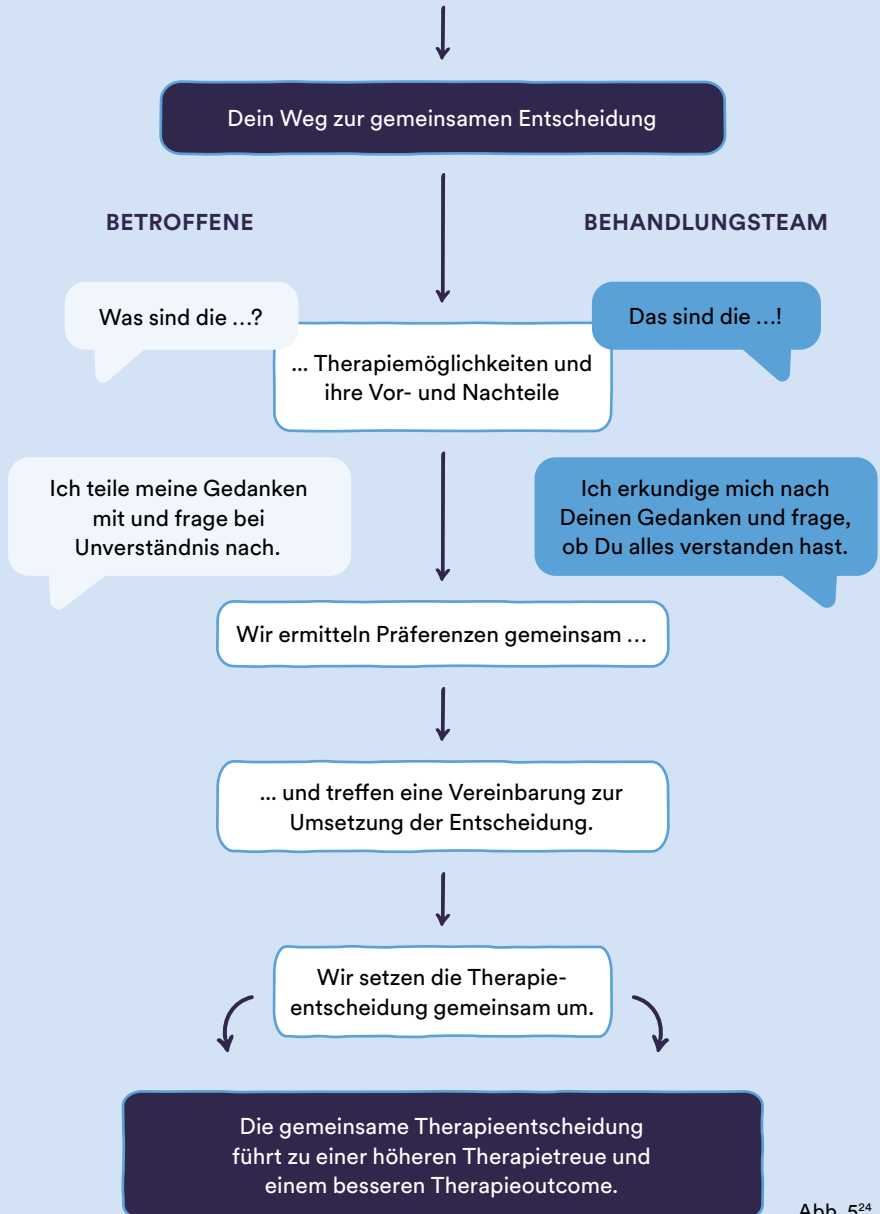 Dein Weg zur gemeinsamen Entscheidung
BETROFFENE
BEHANDLUNGSTEAM
Was sind die ...?
Das sind die ...!
... Therapiemöglichkeiten und
ihre Vor- und Nachteile
Ich teile meine Gedanken
mit und frage bei
Unverständnis nach.
Ich erkundige mich nach
Deinen Gedanken und frage,
ob Du alles verstanden hast.
Wir ermitteln Präferenzen gemeinsam ...
... und treffen eine Vereinbarung zur
Umsetzung der Entscheidung.
Wir setzen die Therapie-
entscheidung gemeinsam um.
Die gemeinsame Therapieentscheidung
führt zu einer höheren Therapietreue und
einem besseren Therapieoutcome.
Abb. 5²⁴